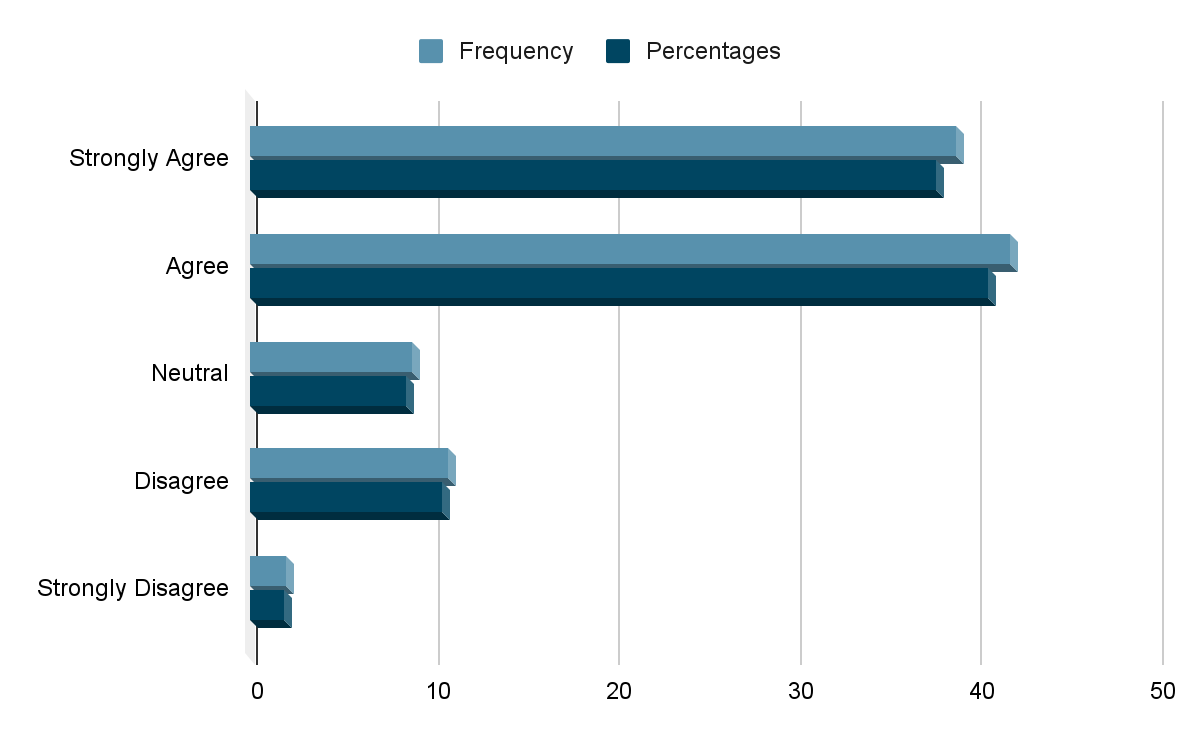 Frequency Percentages
Strongly Agree
Agree
Neutral
Disagree
Strongly Disagree
0 10 20 30 40 50